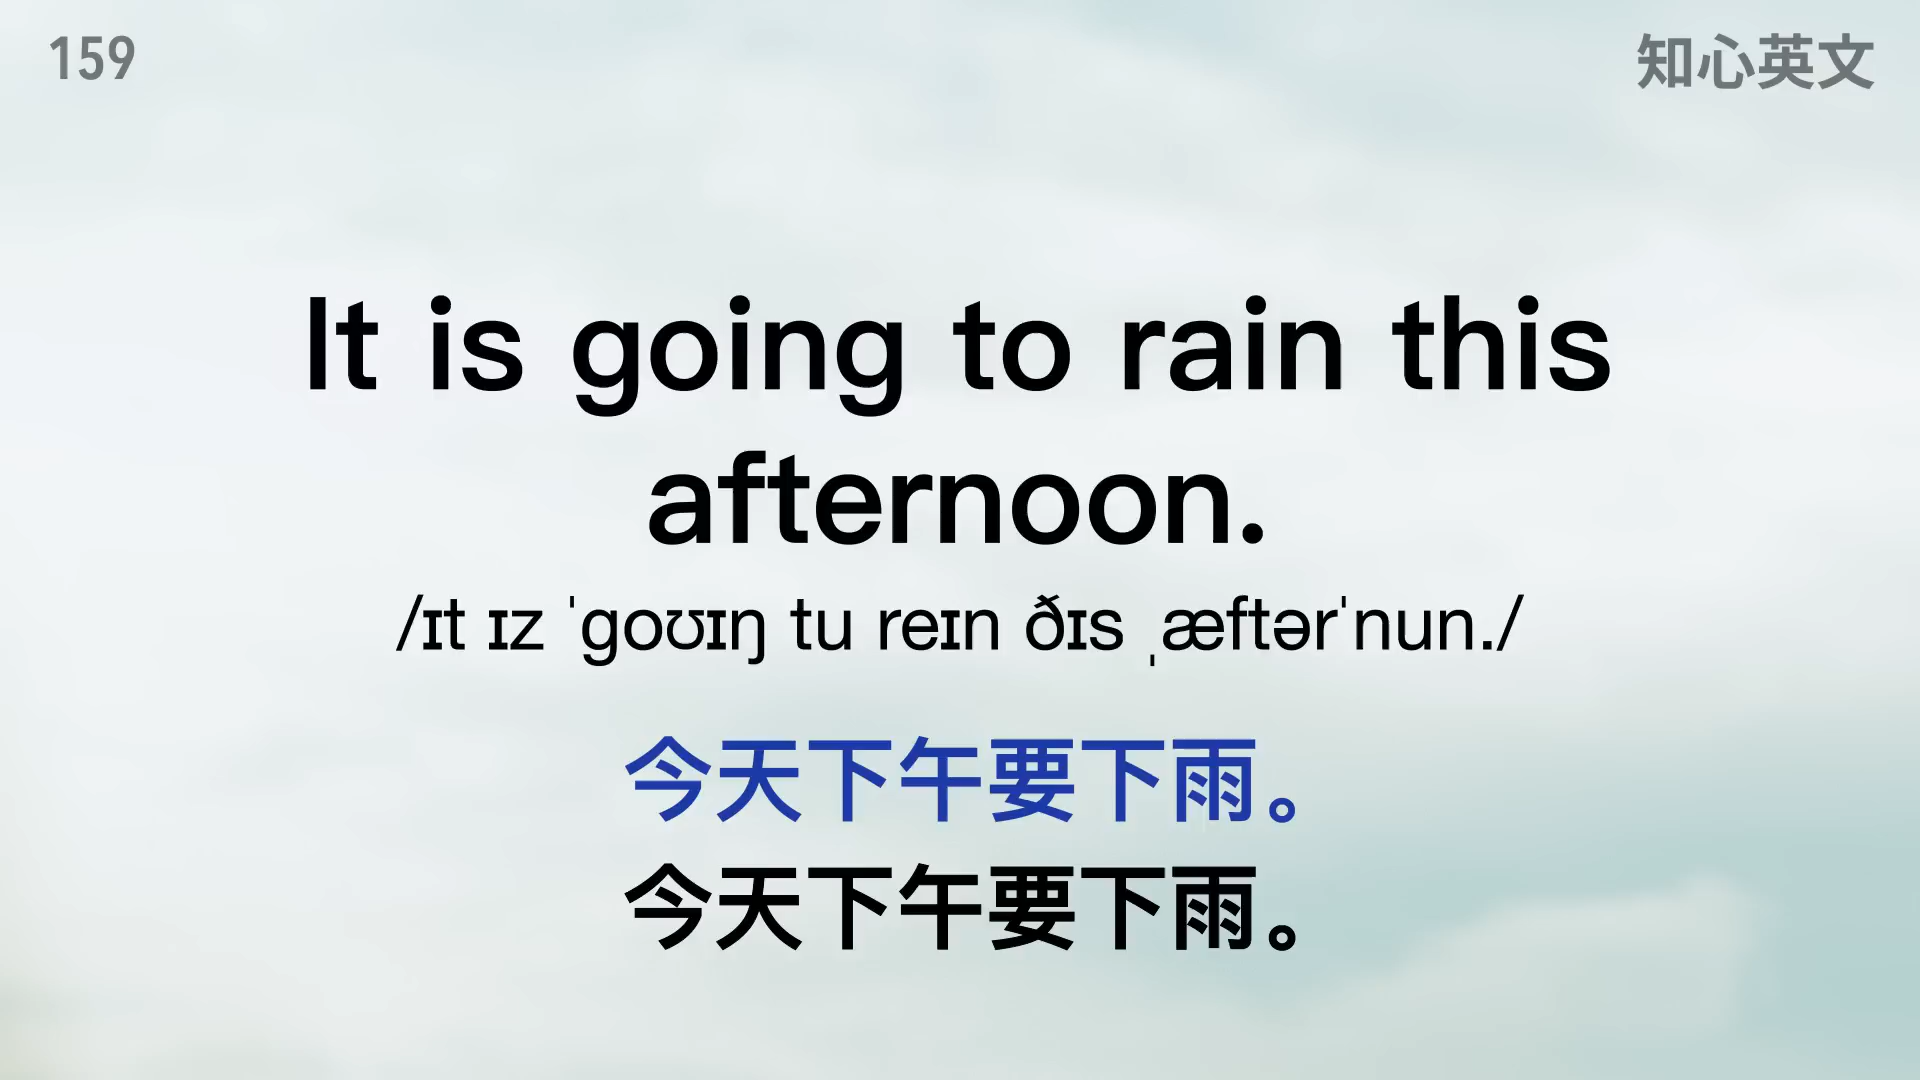 159
知心英文
It is going to rain this
afternoon.
/ɪt ɪz ˈɡoʊɪŋ tu reɪn ðɪs ˌæftərˈnun./
今天下午要下雨。
今天下午要下雨。